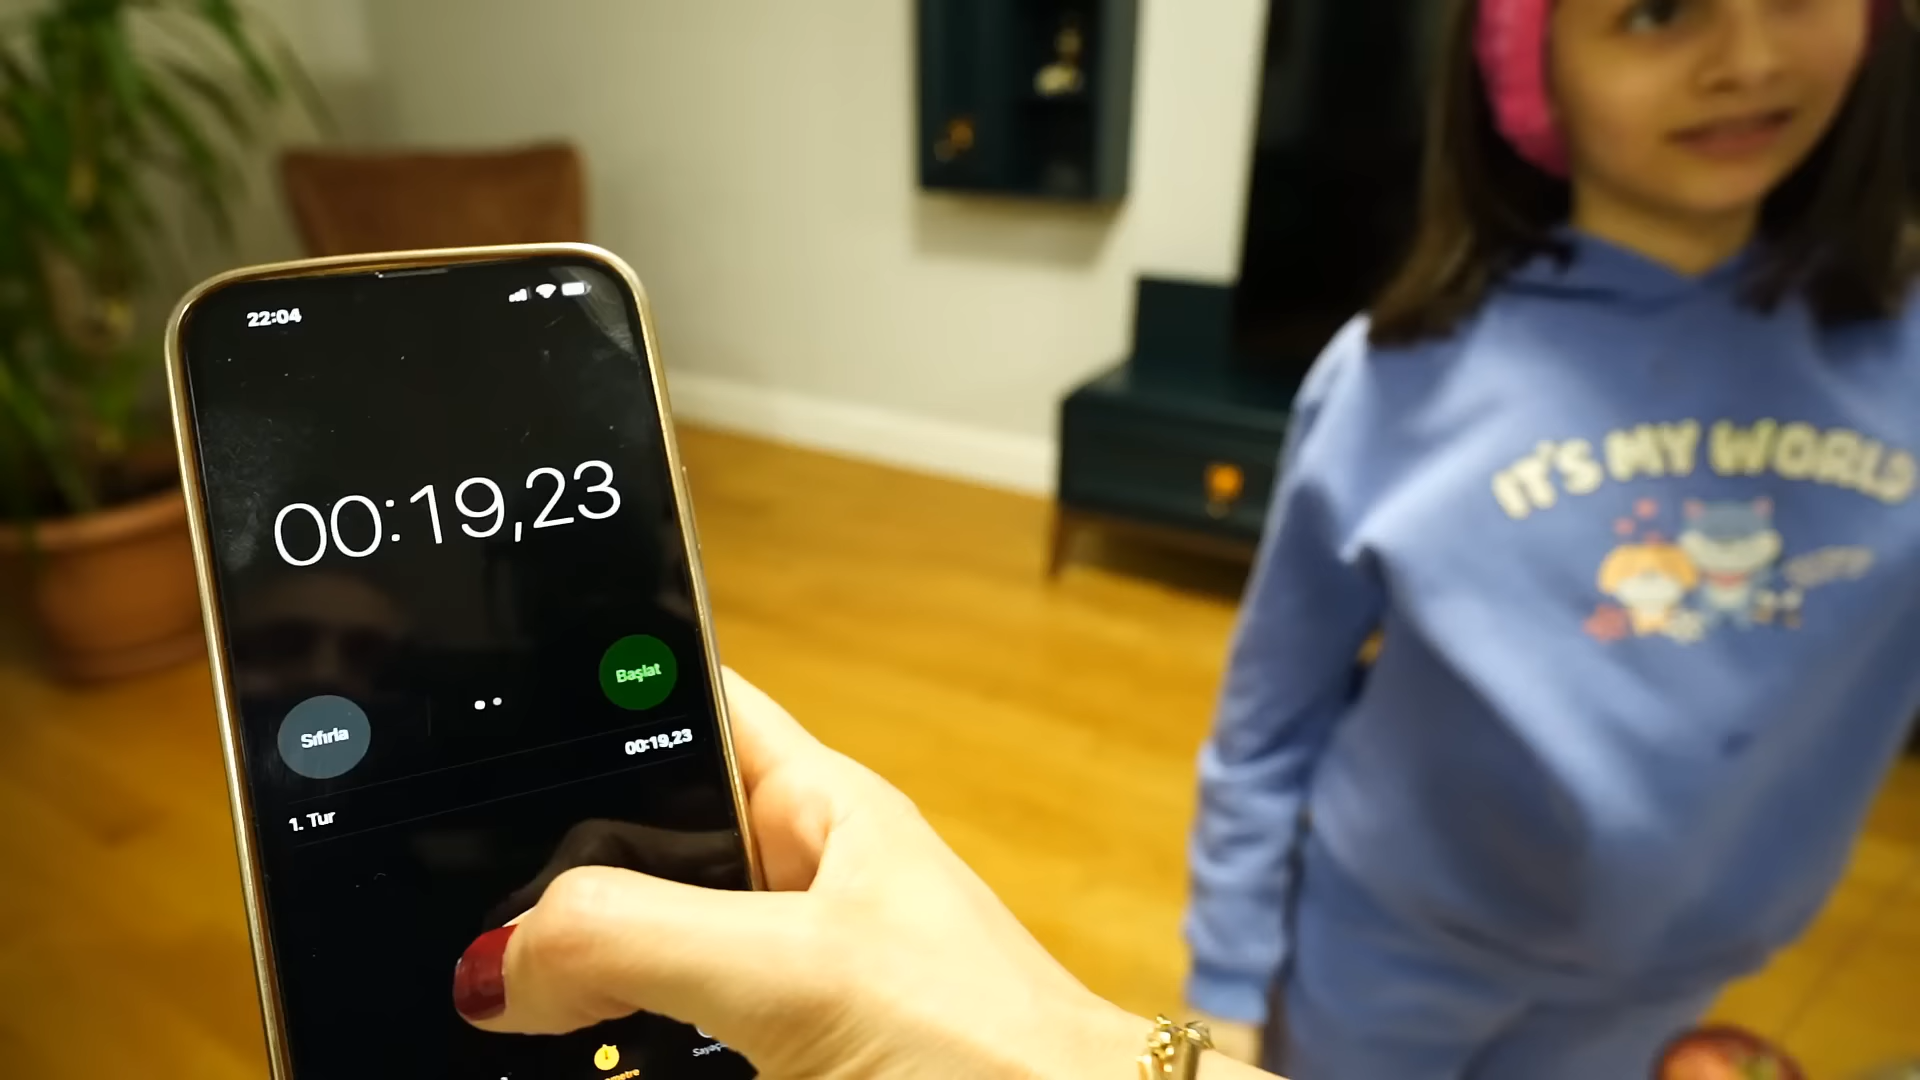 22:04
00:19,23
Sıfırla
Başlat
00:19,23
1. Tur
IT'S MY WORLD